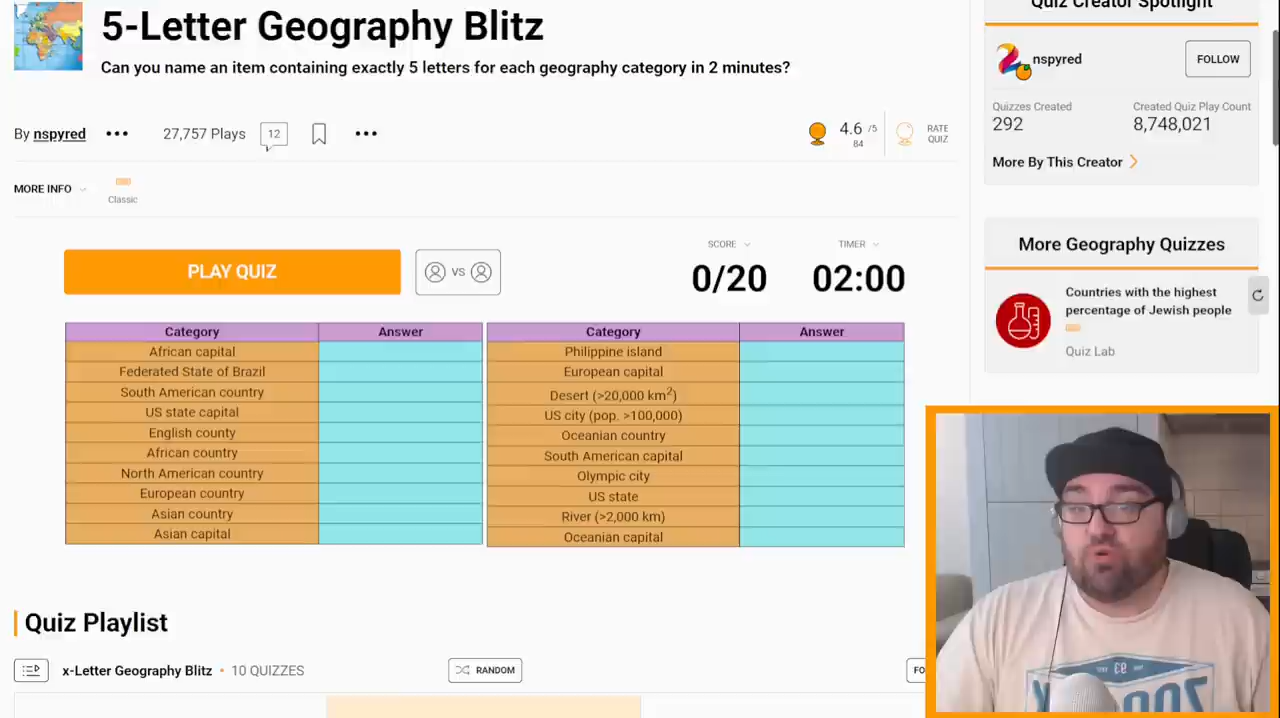 5-Letter Geography Blitz
Can you name an item containing exactly 5 letters for each geography category in 2 minutes?
By nspyred
27,757 Plays
12
4.6 /5
84
RATE QUIZ
MORE INFO
Classic
PLAY QUIZ
VS
SCORE
0/20
TIMER
02:00
Category Answer
African capital
Federated State of Brazil
South American country
US state capital
English county
African country
North American country
European country
Asian country
Asian capital
Category Answer
Philippine island
European capital
Desert (>20,000 km²)
US city (pop. >100,000)
Oceanian country
South American capital
Olympic city
US state
River (>2,000 km)
Oceanian capital
Quiz Playlist
x-Letter Geography Blitz • 10 QUIZZES
RANDOM
FO
Quiz Creator Spotlight
nspyred
FOLLOW
Quizzes Created
292
Created Quiz Play Count
8,748,021
More By This Creator
More Geography Quizzes
Countries with the highest
percentage of Jewish people
Quiz Lab